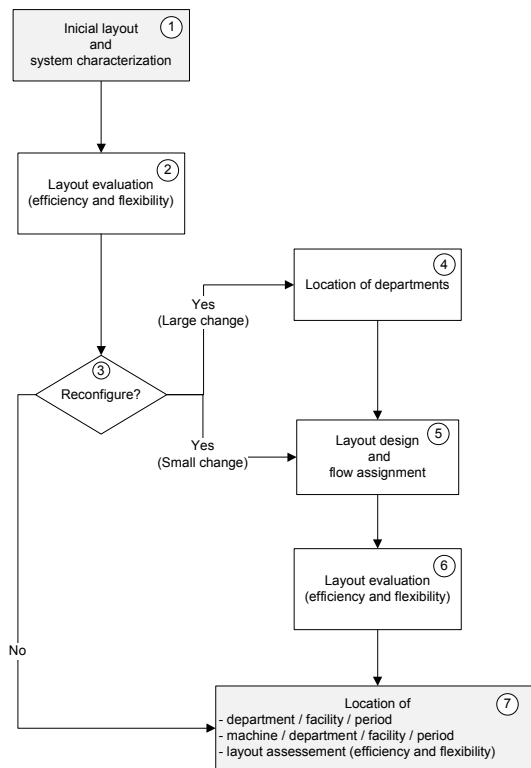 Inicial layout
and
system characterization
1
2
Layout evaluation
(efficiency and flexibility)
3
Reconfigure?
Yes
(Large change)
4
Location of departments
Yes
(Small change)
5
Layout design
and
flow assignment
6
Layout evaluation
(efficiency and flexibility)
No
7
Location of
- department / facility / period
- machine / department / facility / period
- layout assessement (efficiency and flexibility)